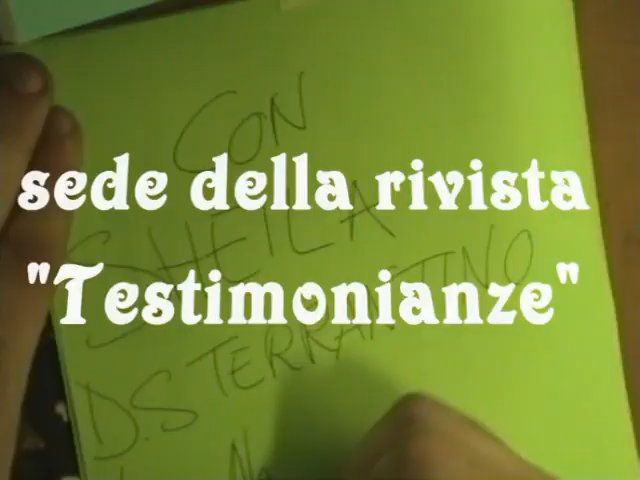 CON
sede della rivista
SHEILA
"Testimonianze"
D.S TERRANTINO